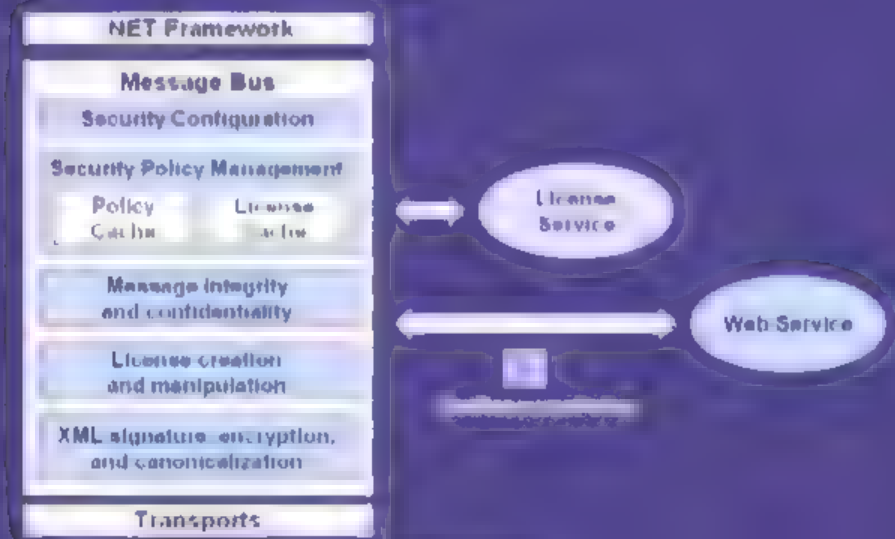 NET Framework
Message Bus
Security Configuration
Security Policy Management
Policy
Cache
License
Message integrity
and confidentiality
License creation
and manipulation
XML signature, encryption,
and canonicalization
Transports
License
Service
Web Service